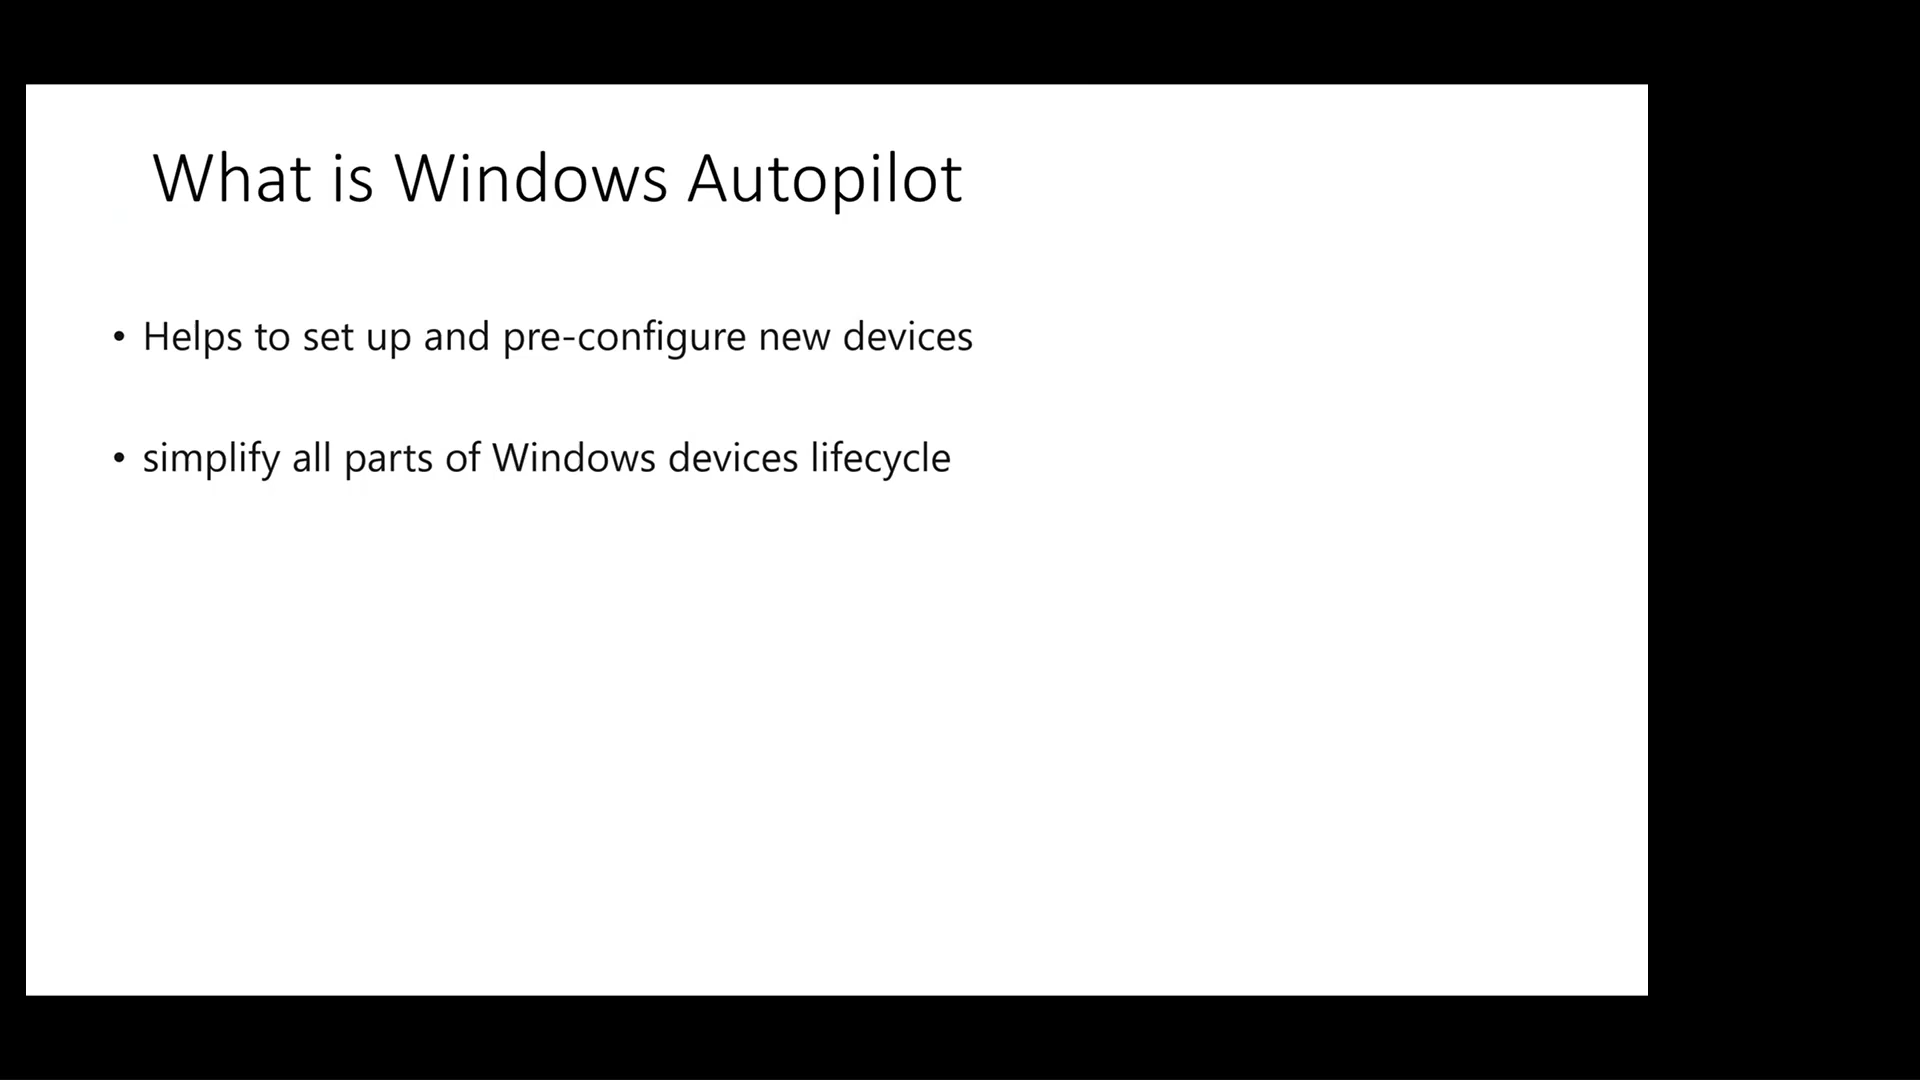 What is Windows Autopilot
• Helps to set up and pre-configure new devices
• simplify all parts of Windows devices lifecycle